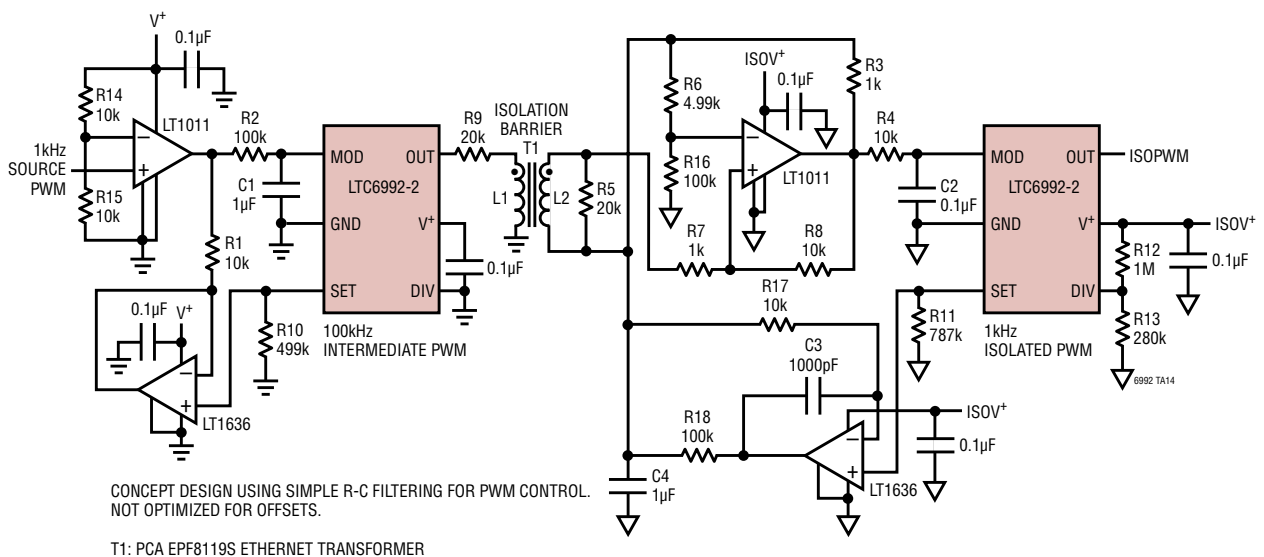 V+
0.1µF
R14
10k
LT1011
1kHz
SOURCE
PWM
R15
10k
R2
100k
C1
1µF
R1
10k
MOD
OUT
LTC6992-2
GND
V+
SET
DIV
100kHz
INTERMEDIATE PWM
0.1µF
R10
499k
0.1µF
V+
LT1636
R9
20k
ISOLATION
BARRIER
T1
L1
L2
R5
20k
R6
4.99k
R16
100k
ISOV+
0.1µF
LT1011
R3
1k
R4
10k
R7
1k
R8
10k
C2
0.1µF
R17
10k
C3
1000pF
R18
100k
C4
1µF
LT1636
ISOV+
0.1µF
R11
787k
MOD
OUT
LTC6992-2
GND
V+
SET
DIV
1kHz
ISOLATED PWM
ISOPWM
ISOV+
R12
1M
0.1µF
R13
280k
6992 TA14
CONCEPT DESIGN USING SIMPLE R-C FILTERING FOR PWM CONTROL.
NOT OPTIMIZED FOR OFFSETS.
T1: PCA EPF8119S ETHERNET TRANSFORMER